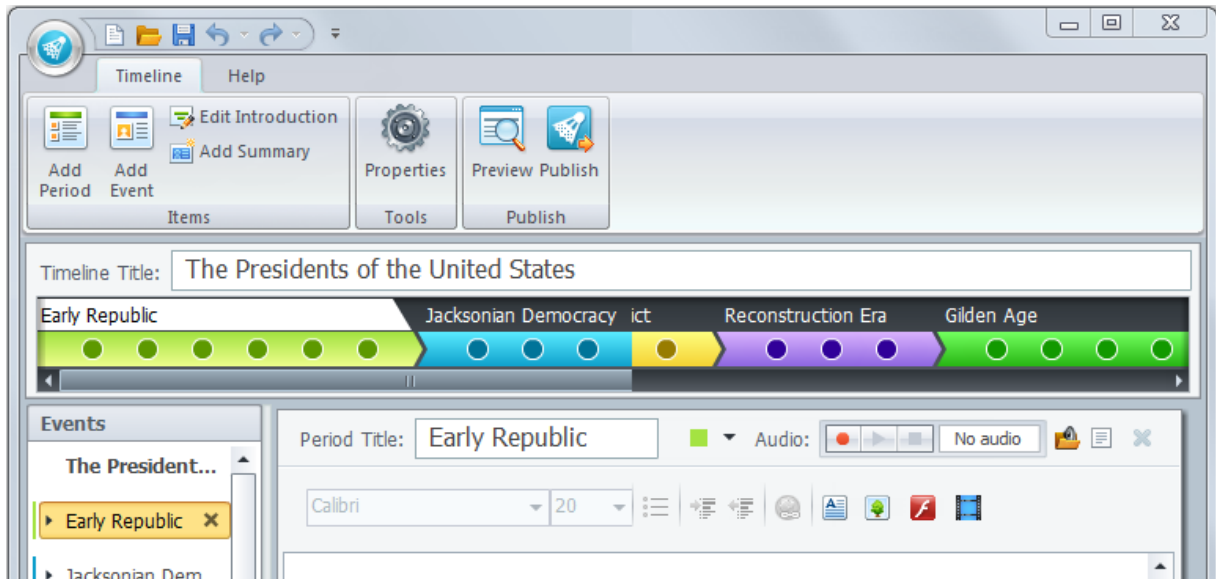 Timeline Help
Edit Introduction
Add Summary
Add Period
Add Event
Properties
Preview Publish
Items Tools Publish
Timeline Title: The Presidents of the United States
Early Republic Jacksonian Democracy ict Reconstruction Era Gilden Age
Events
Period Title: Early Republic Audio: No audio
The President...
Calibri 20
Early Republic
Jacksonian Dem